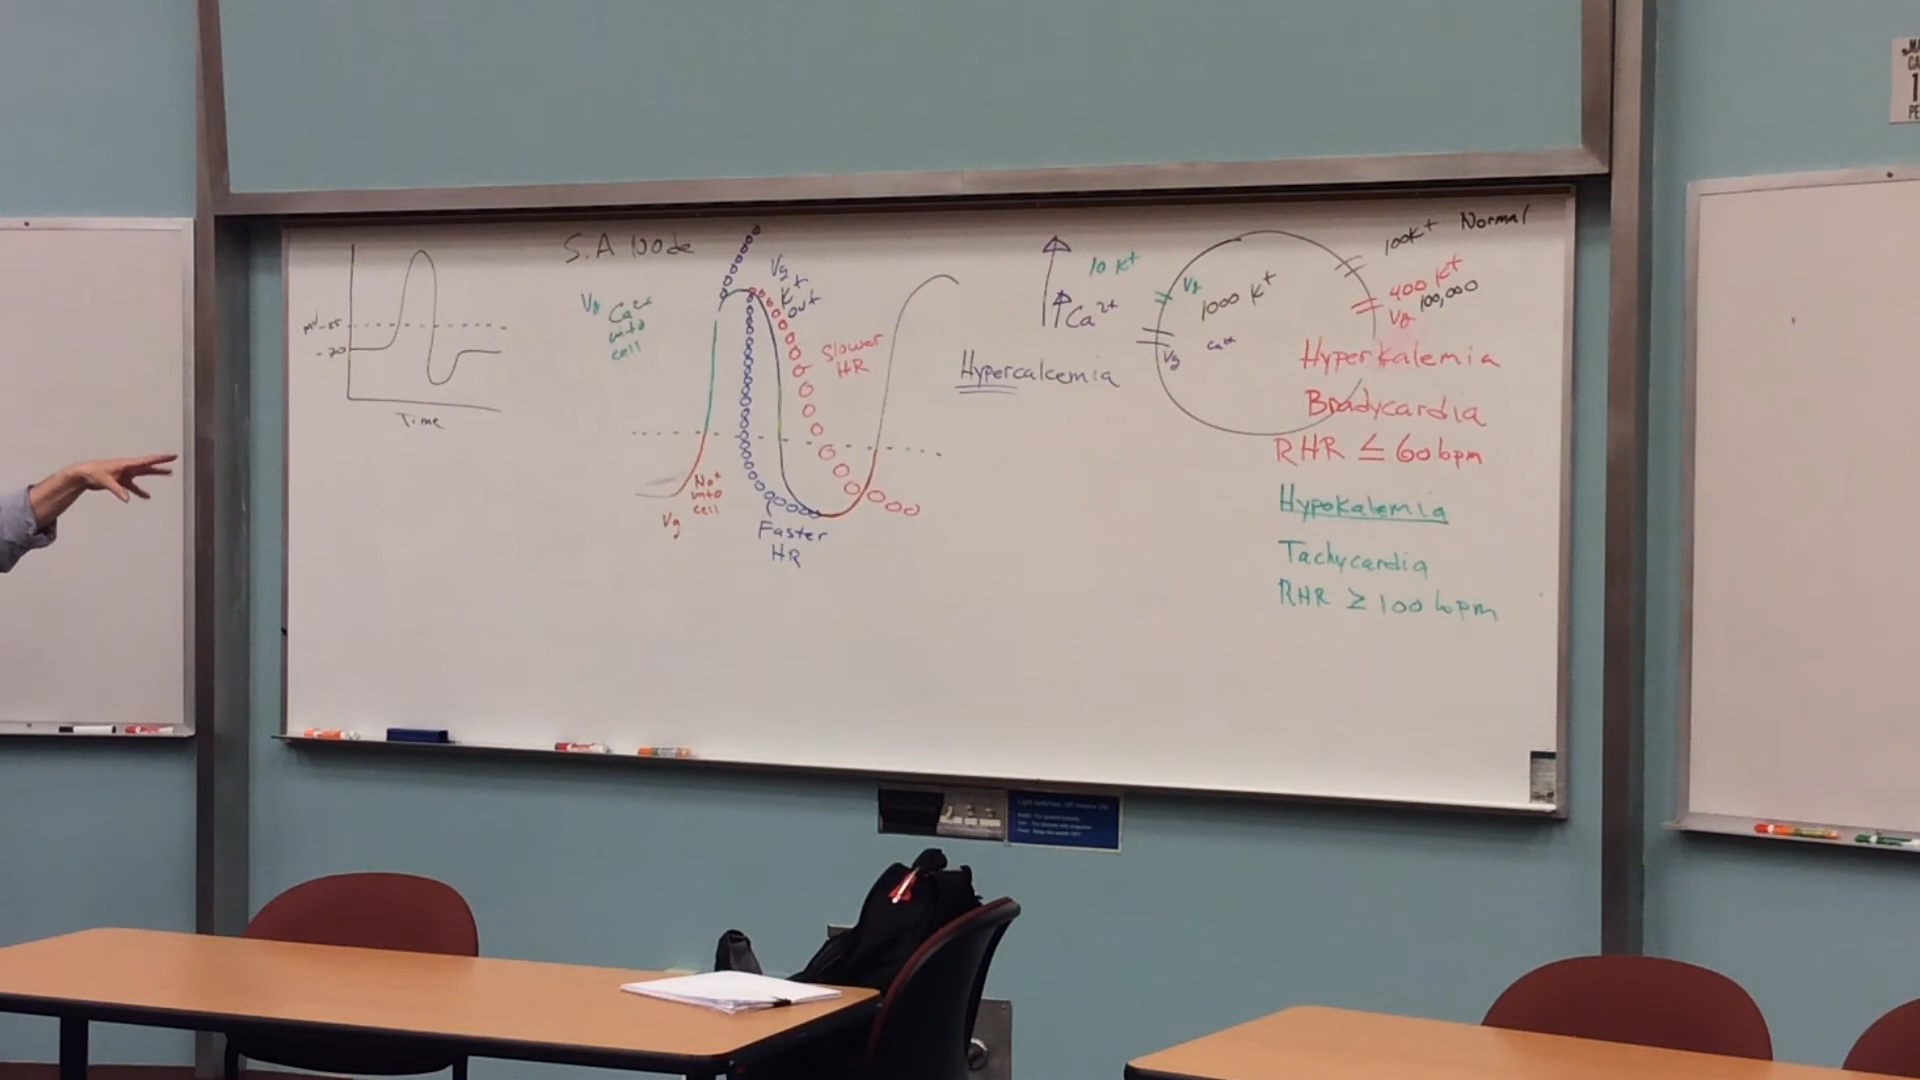 mV -55
-70
Time
S.A Node
Vg
Ca2+
into
cell
Vg
K+
out
Slower
HR
Na+
into
cell
Vg
Faster
HR
10 K+
Ca2+
Hypercalcemia
Vg
1000 K+
Vg
100K+ Normal
400 K+
100,000
Vg
Hyperkalemia
Bradycardia
RHR ≤ 60bpm
Hypokalemia
Tachycardia
RHR ≥ 100 bpm